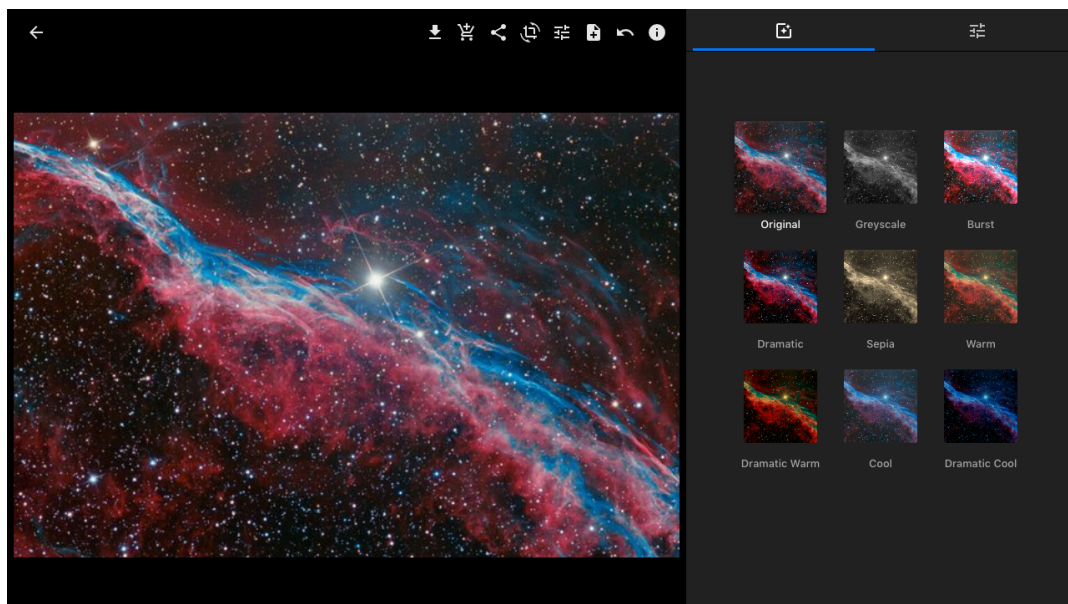 Original
Greyscale
Burst
Dramatic
Sepia
Warm
Dramatic Warm
Cool
Dramatic Cool